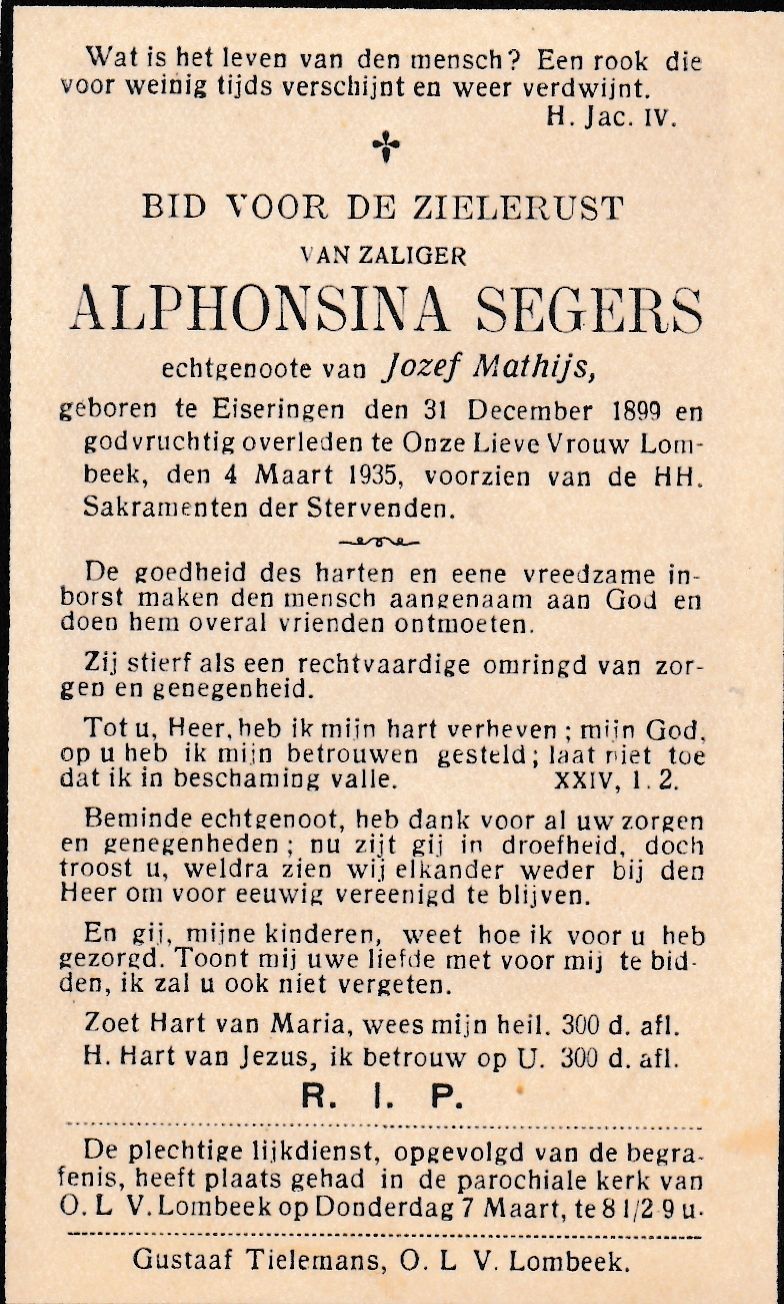 Wat is het leven van den mensch? Een rook die
voor weinig tijds verschijnt en weer verdwijnt.
H. Jac. IV.
✝
BID VOOR DE ZIELERUST
VAN ZALIGER
ALPHONSINA SEGERS
echtgenoote van Jozef Mathijs,
geboren te Eiseringen den 31 December 1899 en
godvruchtig overleden te Onze Lieve Vrouw Lom-
beek, den 4 Maart 1935, voorzien van de HH.
Sakramenten der Stervenden.
De goedheid des harten en eene vreedzame in-
borst maken den mensch aangenaam aan God en
doen hem overal vrienden ontmoeten.
Zij stierf als een rechtvaardige omringd van zor-
gen en genegenheid.
Tot u, Heer, heb ik mijn hart verheven ; mijn God,
op u heb ik mijn betrouwen gesteld ; laat niet toe
dat ik in beschaming valle. XXIV, 1. 2.
Beminde echtgenoot, heb dank voor al uw zorgen
en genegenheden ; nu zijt gij in droefheid, doch
troost u, weldra zien wij elkander weder bij den
Heer om voor eeuwig vereenigd te blijven.
En gij, mijne kinderen, weet hoe ik voor u heb
gezorgd. Toont mij uwe liefde met voor mij te bid-
den, ik zal u ook niet vergeten.
Zoet Hart van Maria, wees mijn heil. 300 d. afl.
H. Hart van Jezus, ik betrouw op U. 300 d. afl.
R. I. P.
De plechtige lijkdienst, opgevolgd van de begra-
fenis, heeft plaats gehad in de parochiale kerk van
O. L V. Lombeek op Donderdag 7 Maart, te 8 1/2 9 u.
Gustaaf Tielemans, O. L V. Lombeek.